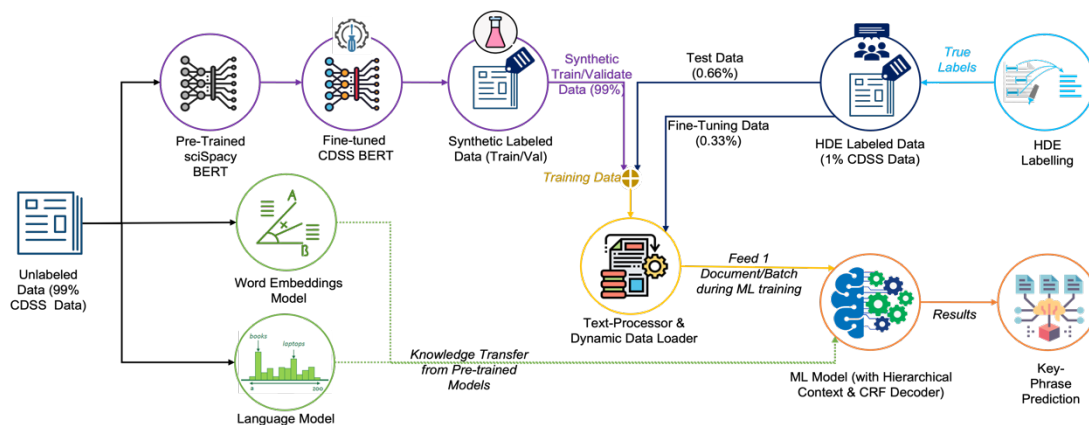 Pre-Trained
sciSpacy
BERT
Fine-tuned
CDSS BERT
Synthetic Labeled
Data (Train/Val)
Synthetic
Train/Validate
Data (99%)
Test Data
(0.66%)
Fine-Tuning Data
(0.33%)
HDE Labeled Data
(1% CDSS Data)
True
Labels
HDE
Labelling
Training Data
Unlabeled
Data (99%
CDSS Data)
A
x
B
Word Embeddings
Model
Text-Processor &
Dynamic Data Loader
Feed 1
Document/Batch
during ML training
Results
ML Model (with Hierarchical
Context & CRF Decoder)
Key-
Phrase
Prediction
books
laptops
Language Model
Knowledge Transfer
from Pre-trained
Models